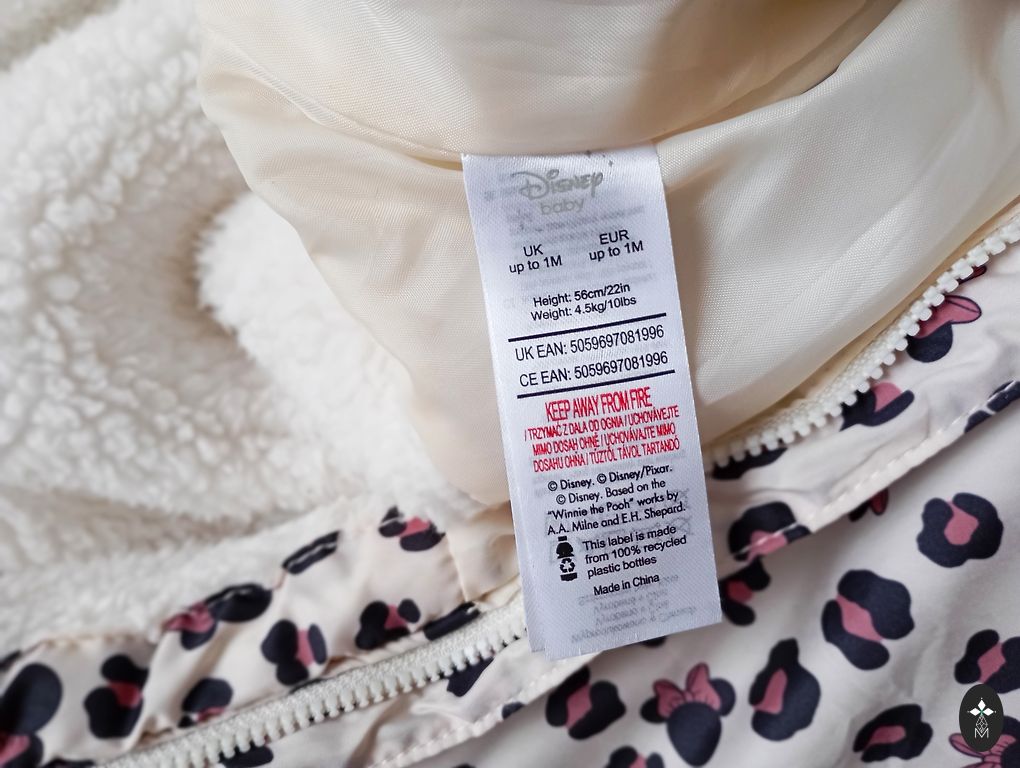 Disney
baby
UK EUR
up to 1M up to 1M
Height: 56cm/22in
Weight: 4.5kg/10lbs
UK EAN: 5059697081996
CE EAN: 5059697081996
KEEP AWAY FROM FIRE
/ TRZYMAĆ Z DALA OD OGNIA / UCHOVÁVEJTE
MIMO DOSAH OHNĚ / UCHOVÁVAJTE MIMO
DOSAHU OHŇA / TŰZTŐL TÁVOL TARTANDÓ
© Disney. © Disney/Pixar.
© Disney. Based on the
"Winnie the Pooh" works by
A.A. Milne and E.H. Shepard.
This label is made
from 100% recycled
plastic bottles
Made in China
M